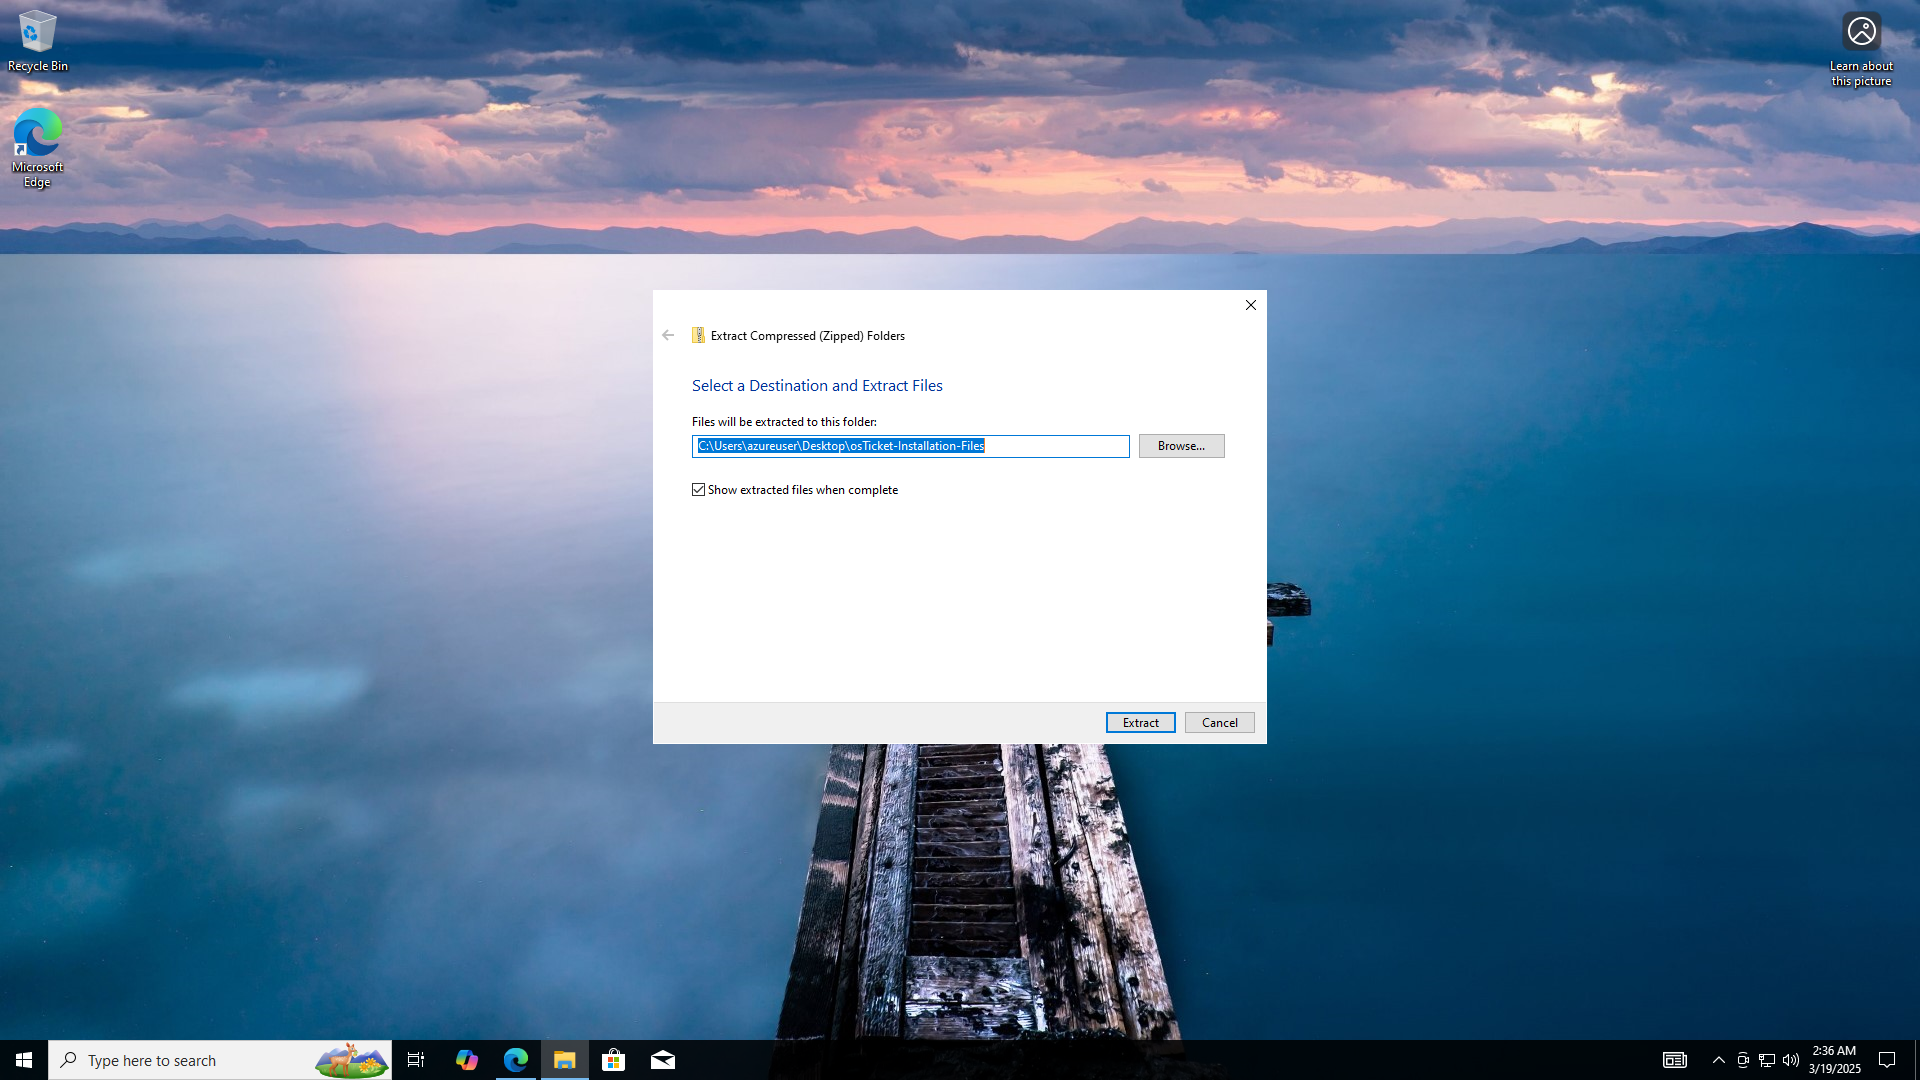 Recycle Bin
Microsoft
Edge
Learn about
this picture
Extract Compressed (Zipped) Folders
Select a Destination and Extract Files
Files will be extracted to this folder:
C:\Users\azureuser\Desktop\osTicket-Installation-Files
Browse...
Show extracted files when complete
Extract
Cancel
Type here to search
2:36 AM
3/19/2025